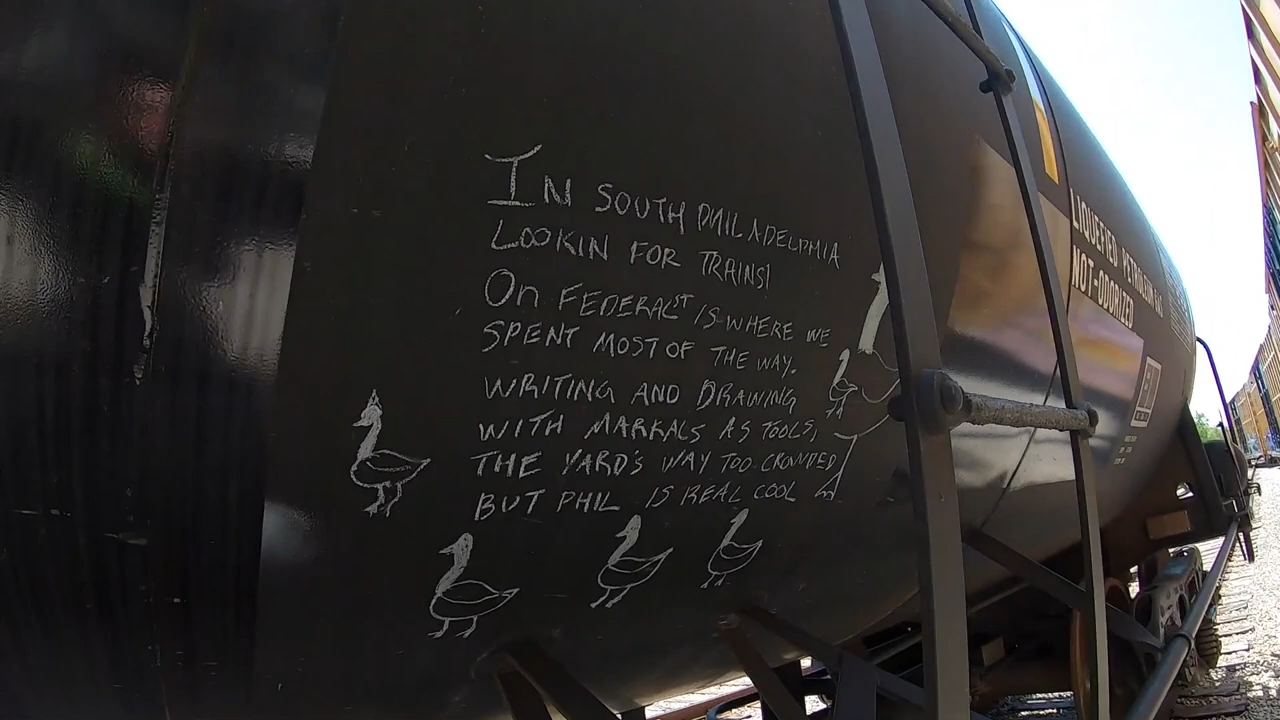 IN SOUTH PHILADELPHIA
LOOKIN FOR TRAINS!
On FEDERAL ST IS WHERE WE
SPENT MOST OF THE WAY.
WRITING AND DRAWING
WITH MARKALS AS TOOLS,
THE YARD'S WAY TOO CROWDED
BUT PHIL IS REAL COOL
LIQUEFIED PETROLEUM GAS
NOT-ODORIZED